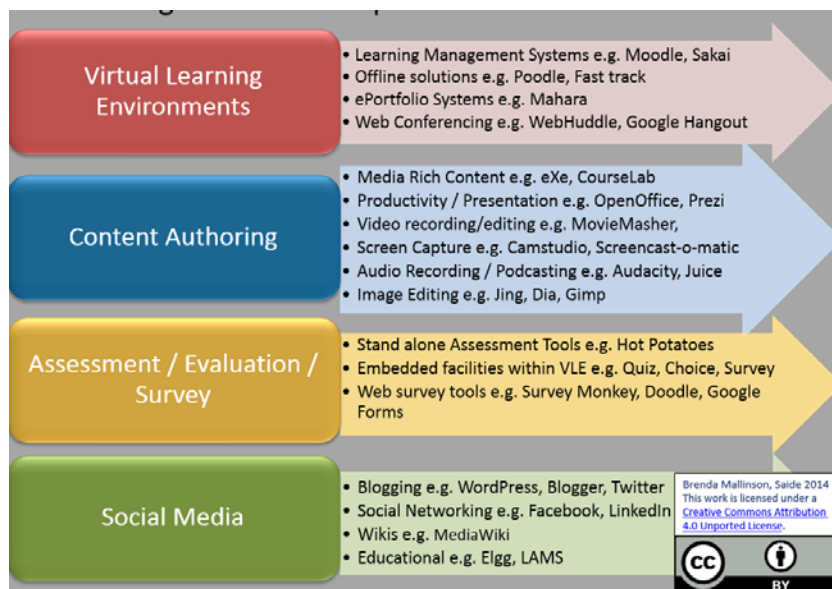 Virtual Learning
Environments
• Learning Management Systems e.g. Moodle, Sakai
• Offline solutions e.g. Poodle, Fast track
• ePortfolio Systems e.g. Mahara
• Web Conferencing e.g. WebHuddle, Google Hangout
Content Authoring
• Media Rich Content e.g. eXe, CourseLab
• Productivity / Presentation e.g. OpenOffice, Prezi
• Video recording/editing e.g. MovieMasher,
• Screen Capture e.g. Camstudio, Screencast-o-matic
• Audio Recording / Podcasting e.g. Audacity, Juice
• Image Editing e.g. Jing, Dia, Gimp
Assessment / Evaluation /
Survey
• Stand alone Assessment Tools e.g. Hot Potatoes
• Embedded facilities within VLE e.g. Quiz, Choice, Survey
• Web survey tools e.g. Survey Monkey, Doodle, Google
Forms
Social Media
• Blogging e.g. WordPress, Blogger, Twitter
• Social Networking e.g. Facebook, LinkedIn
• Wikis e.g. MediaWiki
• Educational e.g. Elgg, LAMS
Brenda Mallinson, Saide 2014
This work is licensed under a
Creative Commons Attribution
4.0 Unported License.
cc
BY